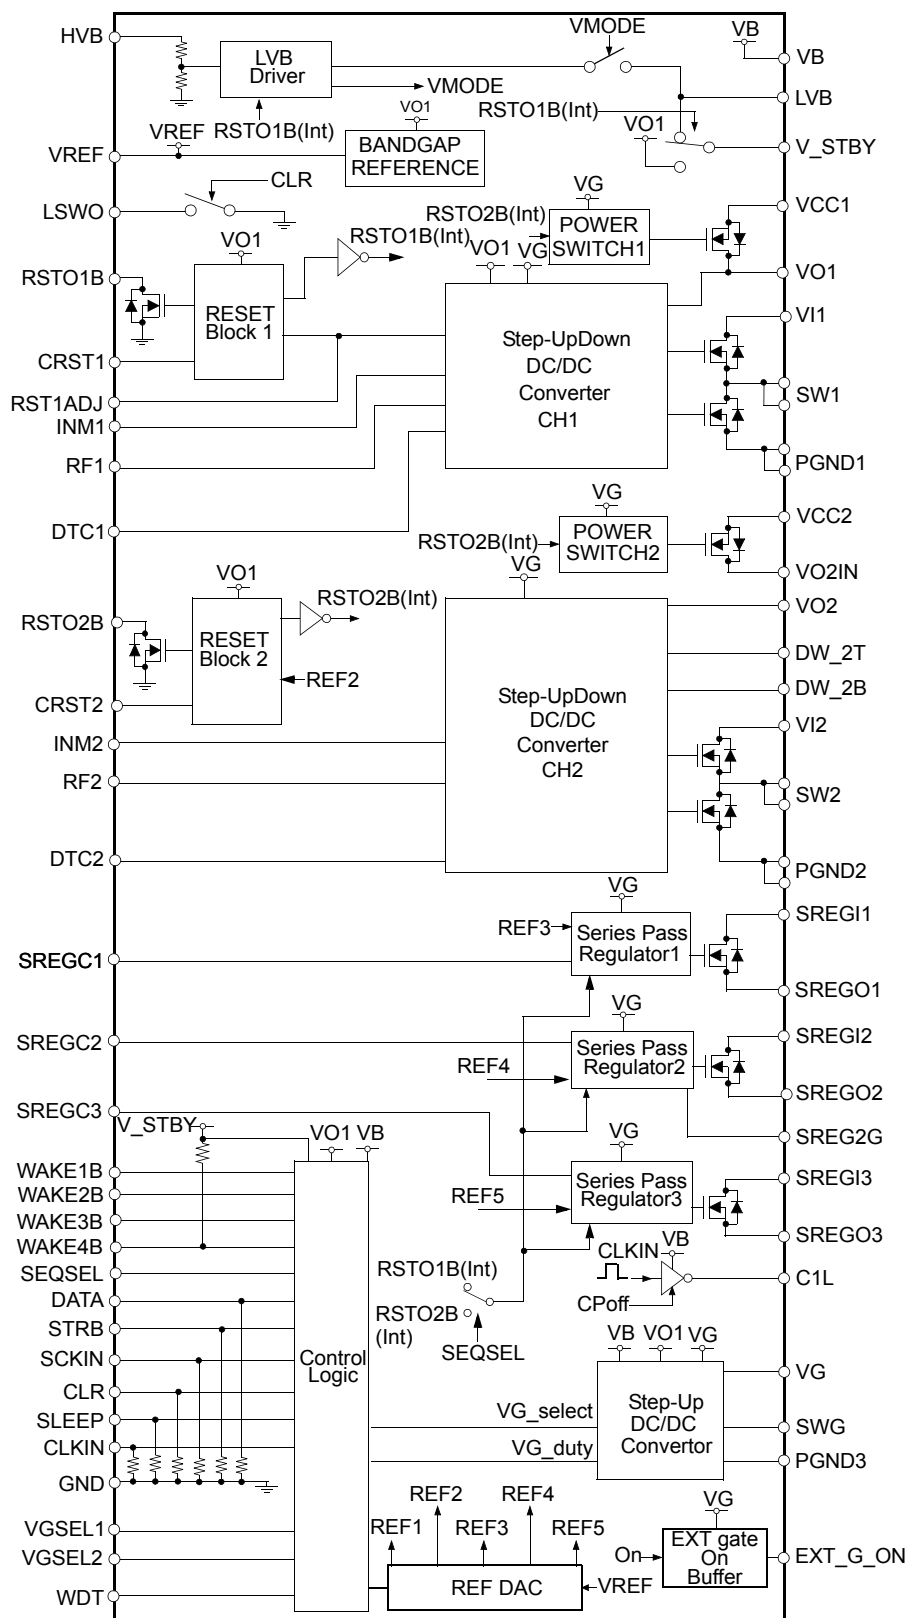 HVB
VMODE
VB
VB
LVB
Driver
VMODE
LVB
RSTO1B(Int)
RSTO1B(Int)
VO1
V_STBY
VREF
VREF
VO1
BANDGAP
REFERENCE
CLR
LSWO
VG
RSTO2B(Int)
POWER
SWITCH1
VCC1
VO1
RSTO1B(Int)
VO1
VG
VO1
RSTO1B
RESET
Block 1
Step-UpDown
DC/DC
Converter
CH1
VI1
CRST1
SW1
RST1ADJ
INM1
RF1
PGND1
DTC1
VG
RSTO2B(Int)
POWER
SWITCH2
VCC2
VO2IN
VO1
RSTO2B(Int)
VG
VO2
RSTO2B
RESET
Block 2
REF2
DW_2T
DW_2B
CRST2
Step-UpDown
DC/DC
Converter
CH2
VI2
INM2
RF2
SW2
DTC2
PGND2
VG
REF3
Series Pass
Regulator1
SREGI1
SREGC1
SREGO1
VG
SREGC2
REF4
Series Pass
Regulator2
SREGI2
SREGO2
SREGC3
SREG2G
V_STBY
VO1
VB
VG
REF5
Series Pass
Regulator3
SREGI3
SREGO3
WAKE1B
WAKE2B
WAKE3B
WAKE4B
SEQSEL
DATA
STRB
SCKIN
CLR
SLEEP
CLKIN
GND
VGSEL1
VGSEL2
WDT
Control
Logic
RSTO1B(Int)
RSTO2B
(Int)
SEQSEL
CLKIN
VB
CPoff
C1L
VB
VO1
VG
Step-Up
DC/DC
Convertor
VG_select
VG_duty
VG
SWG
PGND3
REF1
REF2
REF3
REF4
REF5
REF DAC
VREF
VG
On
EXT gate
On
Buffer
EXT_G_ON